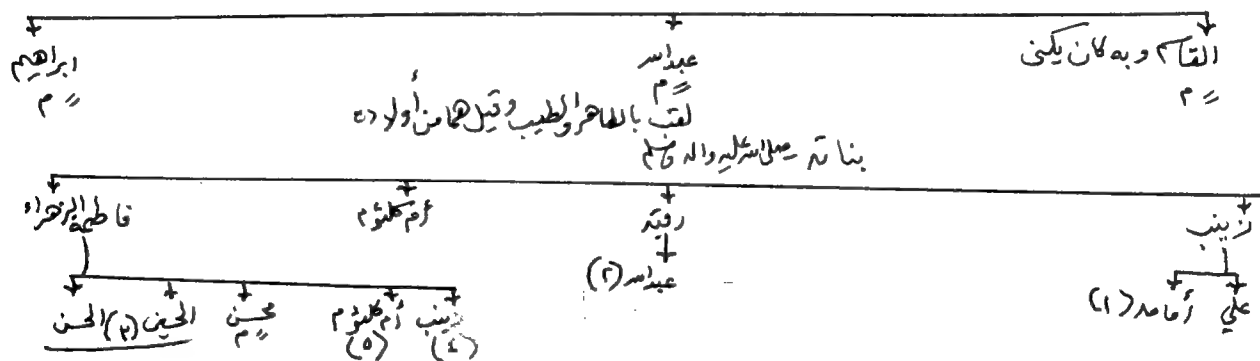 القاسم وبه كان يكنى عبدالله ابراهيم
م م م
لقب بالطاهر والطيب وقيل هما من أولاده
بناته صلى الله عليه واله وسلم
زينب رقية أم كلثوم فاطمة الزهراء
علي أمامه (١) عبدالله (٢) زينب أم كلثوم محسن الحسين (٣) الحسن
(٤) (٥) م